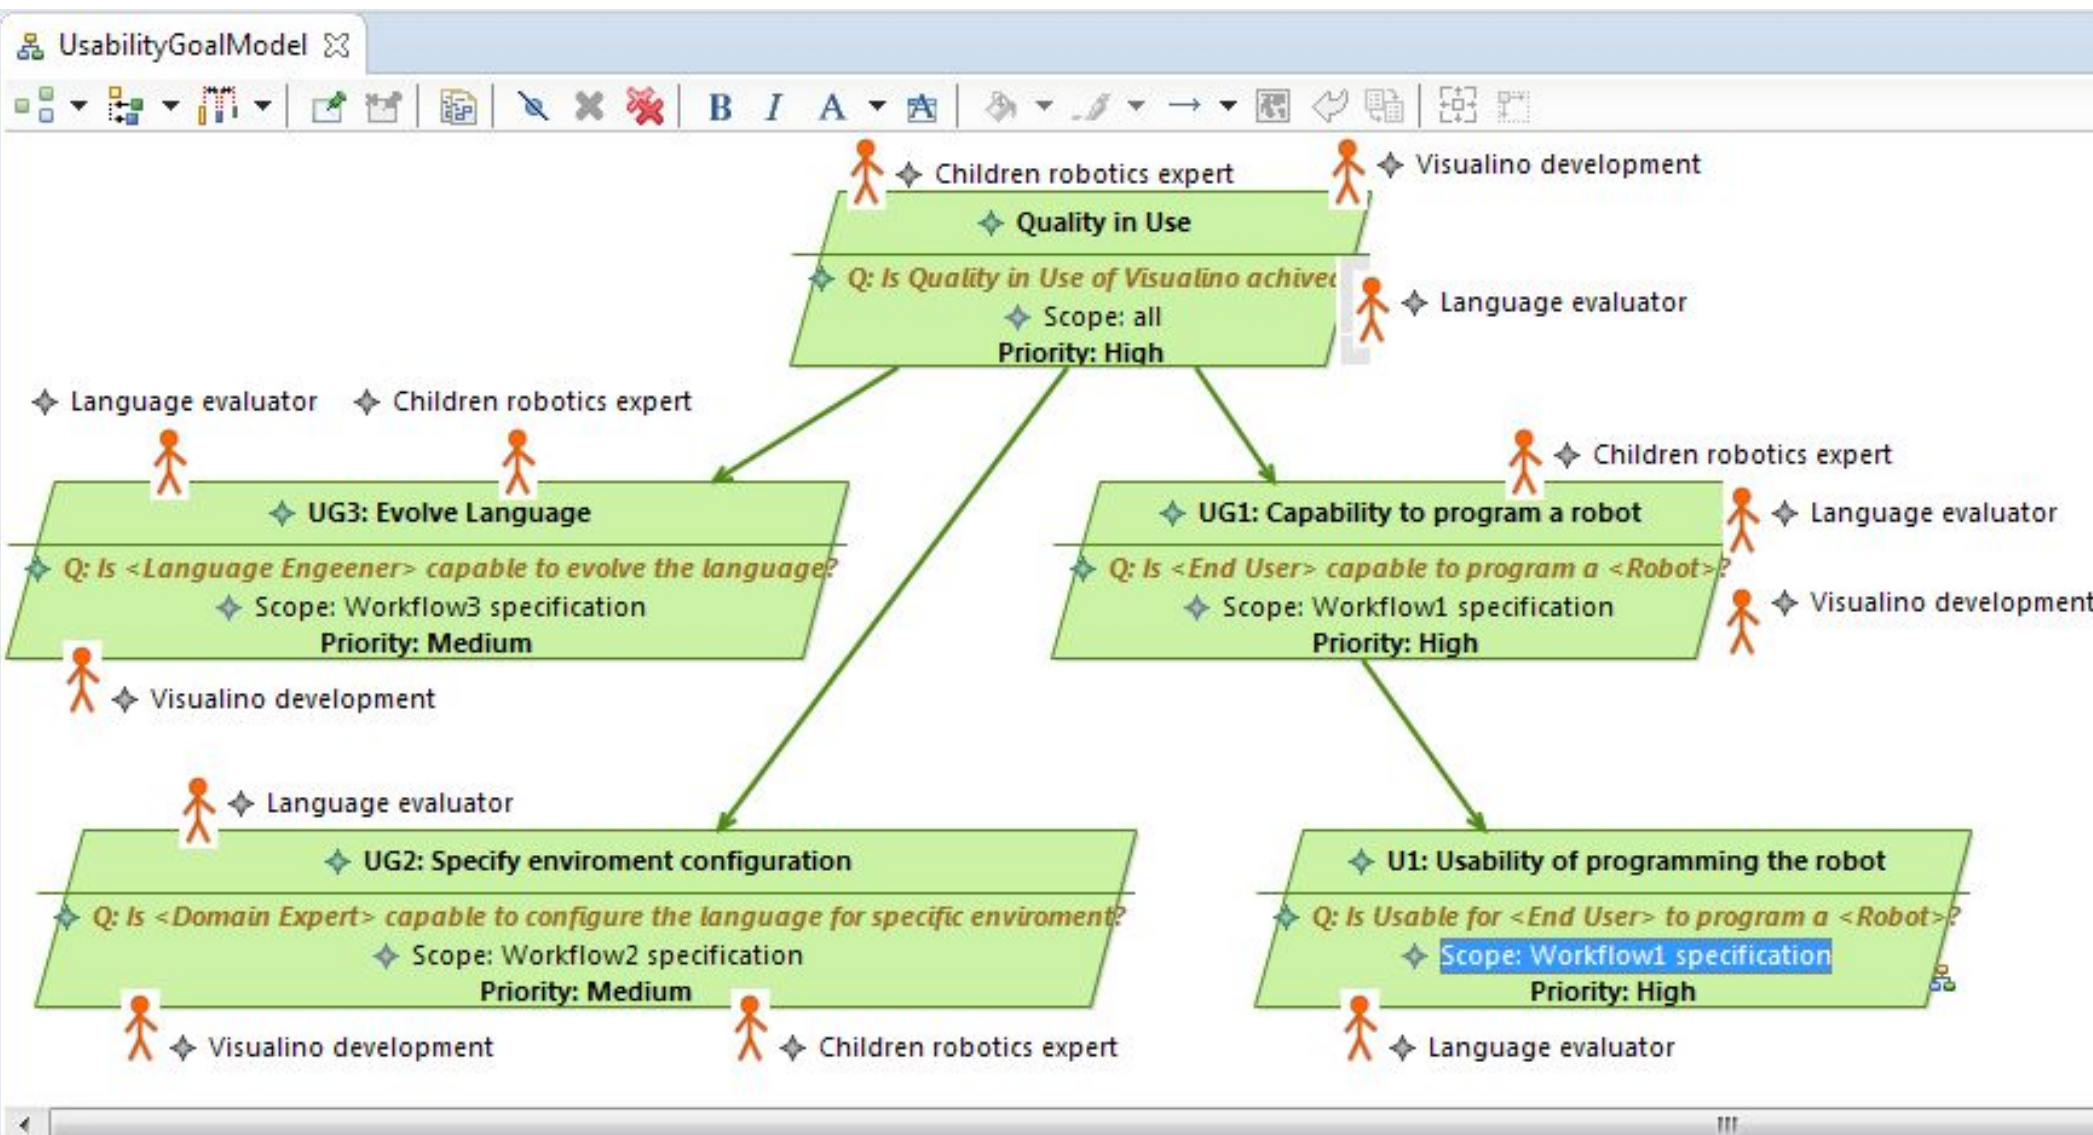 UsabilityGoalModel
B I A A
Children robotics expert
Visualino development
Quality in Use
Q: Is Quality in Use of Visualino achived
Scope: all
Priority: High
Language evaluator
Language evaluator
Children robotics expert
UG3: Evolve Language
Q: Is <Language Engeener> capable to evolve the language?
Scope: Workflow3 specification
Priority: Medium
Visualino development
Children robotics expert
Language evaluator
Visualino development
UG1: Capability to program a robot
Q: Is <End User> capable to program a <Robot>?
Scope: Workflow1 specification
Priority: High
Language evaluator
UG2: Specify enviroment configuration
Q: Is <Domain Expert> capable to configure the language for specific enviroment?
Scope: Workflow2 specification
Priority: Medium
Visualino development
Children robotics expert
U1: Usability of programming the robot
Q: Is Usable for <End User> to program a <Robot>?
Scope: Workflow1 specification
Priority: High
Language evaluator